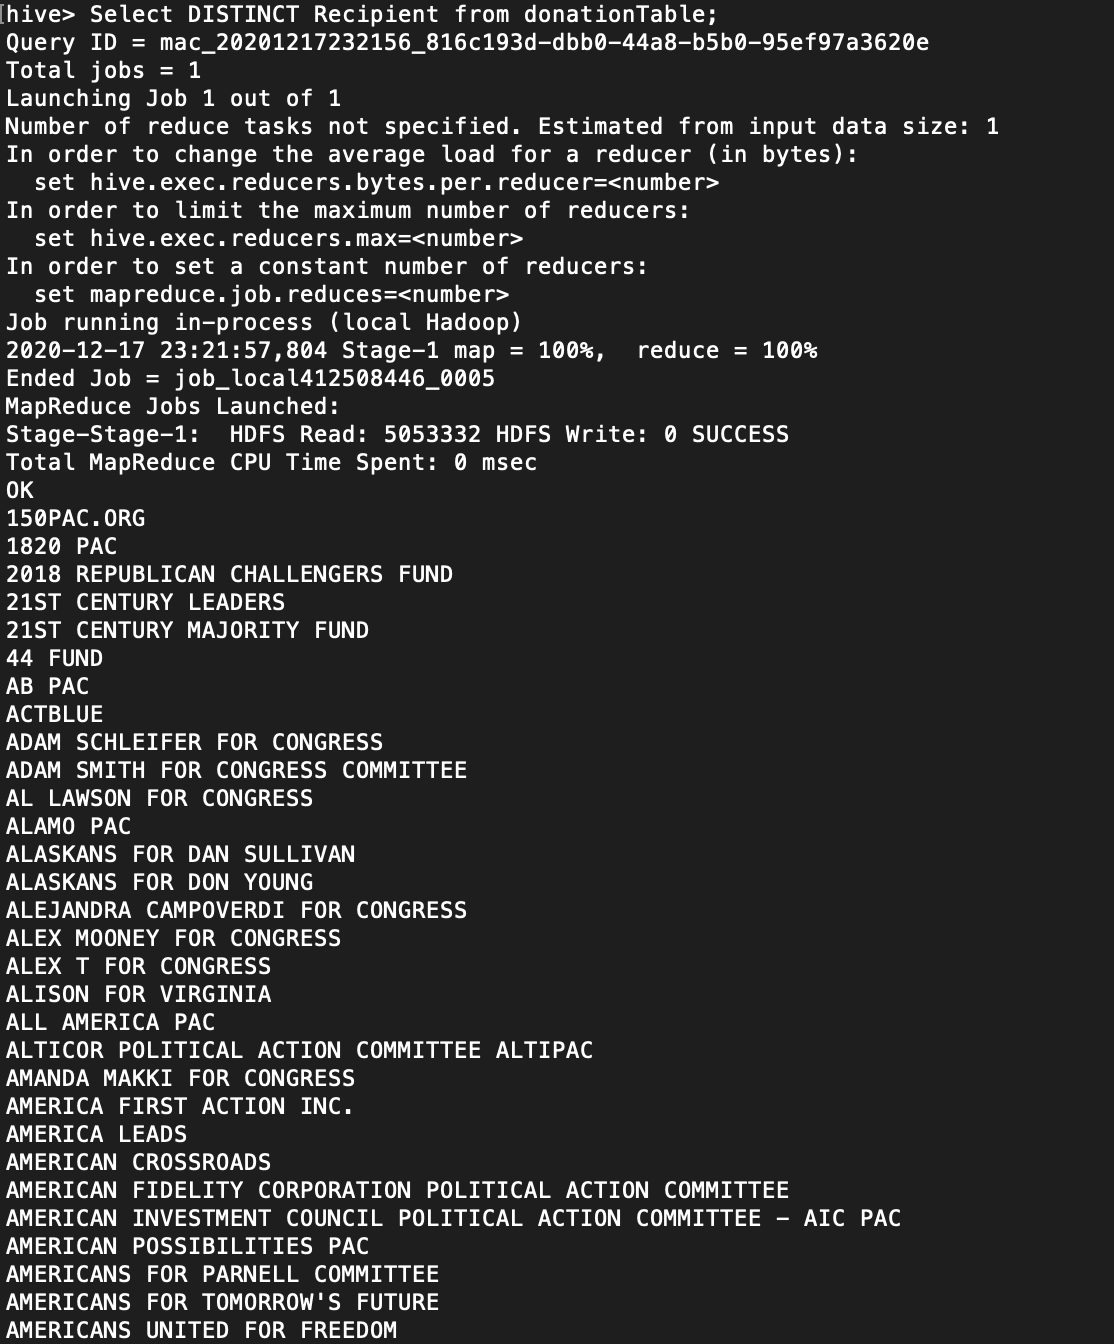 hive> Select DISTINCT Recipient from donationTable;
Query ID = mac_20201217232156_816c193d-dbb0-44a8-b5b0-95ef97a3620e
Total jobs = 1
Launching Job 1 out of 1
Number of reduce tasks not specified. Estimated from input data size: 1
In order to change the average load for a reducer (in bytes):
  set hive.exec.reducers.bytes.per.reducer=<number>
In order to limit the maximum number of reducers:
  set hive.exec.reducers.max=<number>
In order to set a constant number of reducers:
  set mapreduce.job.reduces=<number>
Job running in-process (local Hadoop)
2020-12-17 23:21:57,804 Stage-1 map = 100%,  reduce = 100%
Ended Job = job_local412508446_0005
MapReduce Jobs Launched:
Stage-Stage-1:  HDFS Read: 5053332 HDFS Write: 0 SUCCESS
Total MapReduce CPU Time Spent: 0 msec
OK
150PAC.ORG
1820 PAC
2018 REPUBLICAN CHALLENGERS FUND
21ST CENTURY LEADERS
21ST CENTURY MAJORITY FUND
44 FUND
AB PAC
ACTBLUE
ADAM SCHLEIFER FOR CONGRESS
ADAM SMITH FOR CONGRESS COMMITTEE
AL LAWSON FOR CONGRESS
ALAMO PAC
ALASKANS FOR DAN SULLIVAN
ALASKANS FOR DON YOUNG
ALEJANDRA CAMPOVERDI FOR CONGRESS
ALEX MOONEY FOR CONGRESS
ALEX T FOR CONGRESS
ALISON FOR VIRGINIA
ALL AMERICA PAC
ALTICOR POLITICAL ACTION COMMITTEE ALTIPAC
AMANDA MAKKI FOR CONGRESS
AMERICA FIRST ACTION INC.
AMERICA LEADS
AMERICAN CROSSROADS
AMERICAN FIDELITY CORPORATION POLITICAL ACTION COMMITTEE
AMERICAN INVESTMENT COUNCIL POLITICAL ACTION COMMITTEE - AIC PAC
AMERICAN POSSIBILITIES PAC
AMERICANS FOR PARNELL COMMITTEE
AMERICANS FOR TOMORROW'S FUTURE
AMERICANS UNITED FOR FREEDOM